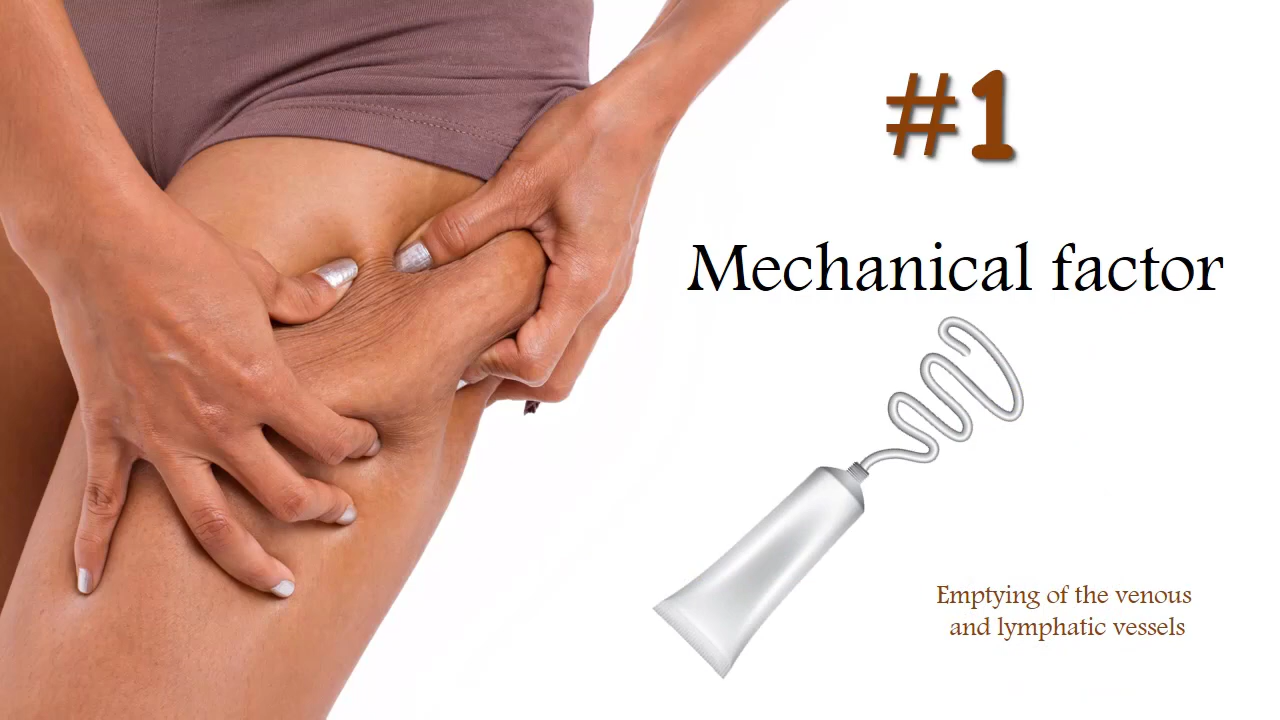 #1
Mechanical factor
Emptying of the venous
and lymphatic vessels